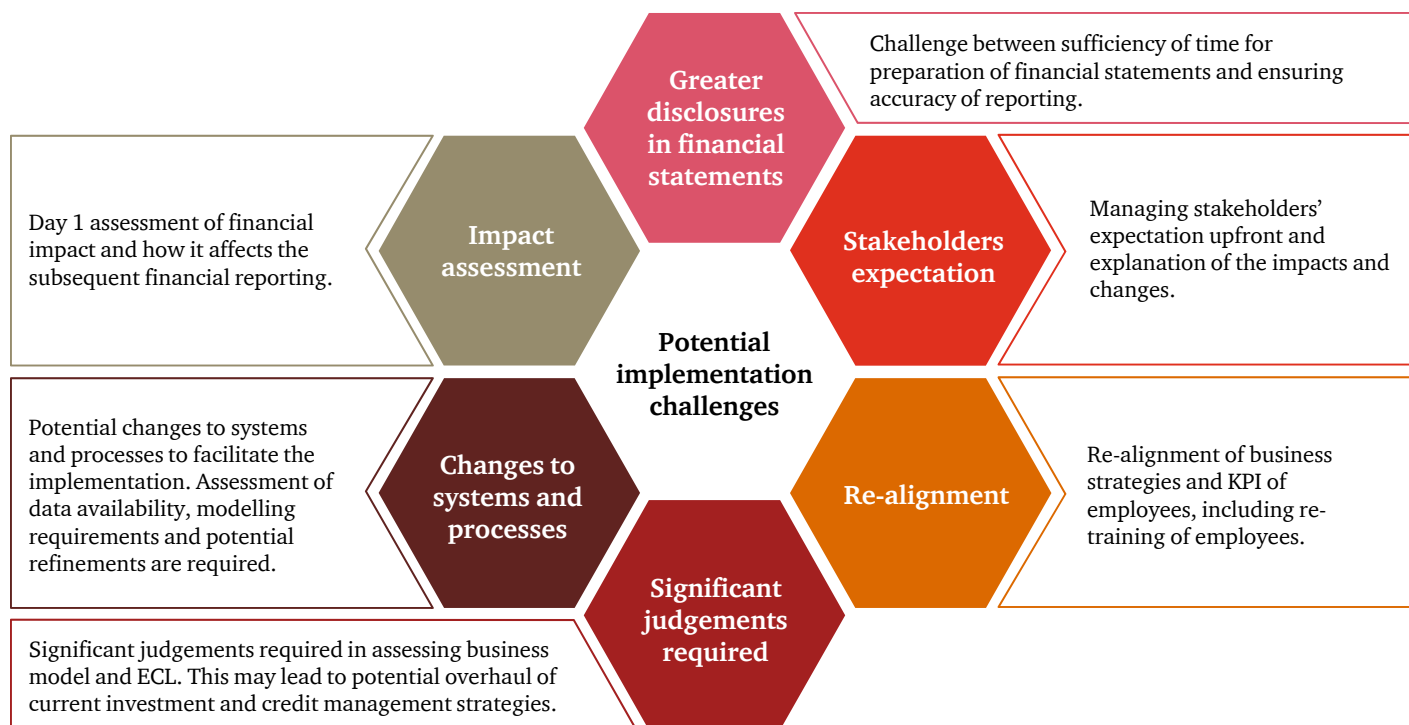 Greater
disclosures
in financial
statements
Challenge between sufficiency of time for
preparation of financial statements and ensuring
accuracy of reporting.
Stakeholders
expectation
Managing stakeholders’
expectation upfront and
explanation of the impacts and
changes.
Re-alignment
Re-alignment of business
strategies and KPI of
employees, including re-
training of employees.
Significant
judgements
required
Significant judgements required in assessing business
model and ECL. This may lead to potential overhaul of
current investment and credit management strategies.
Changes to
systems and
processes
Potential changes to systems
and processes to facilitate the
implementation. Assessment of
data availability, modelling
requirements and potential
refinements are required.
Impact
assessment
Day 1 assessment of financial
impact and how it affects the
subsequent financial reporting.
Potential
implementation
challenges